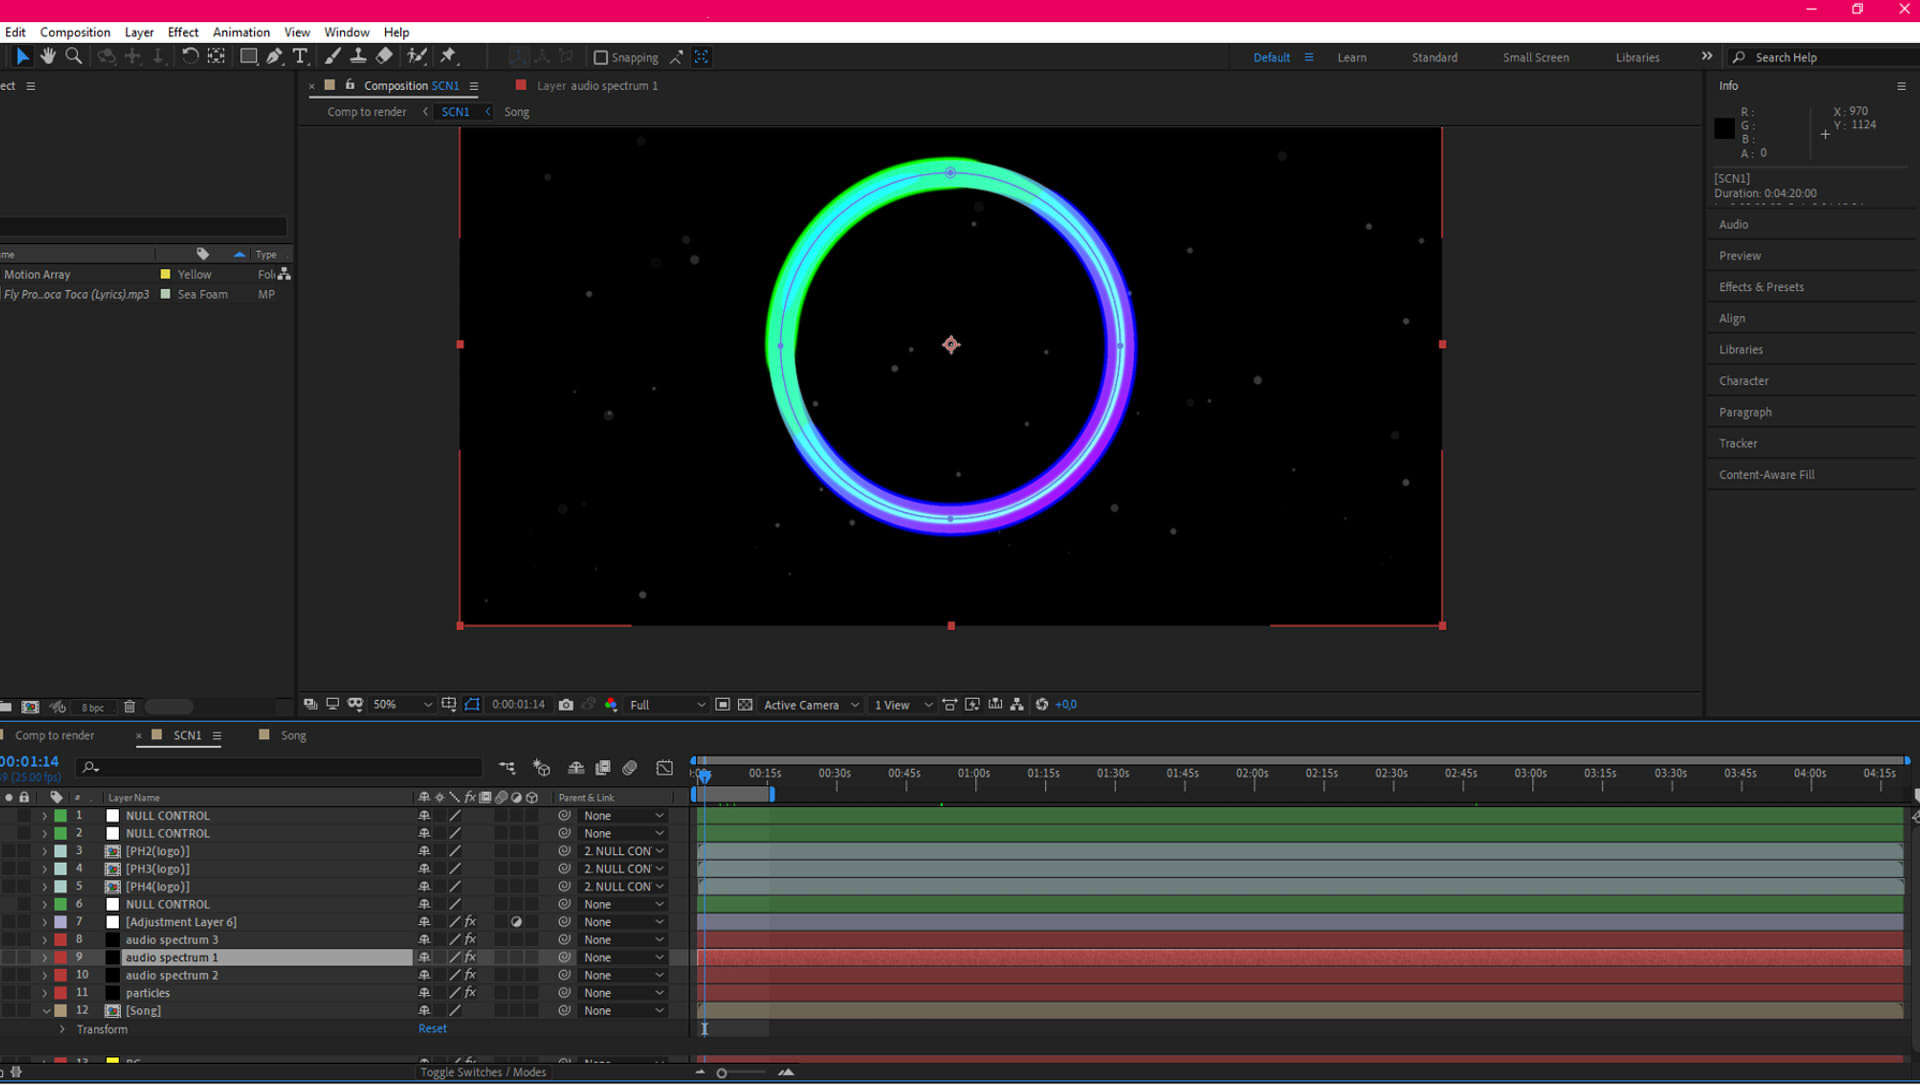 Edit Composition Layer Effect Animation View Window Help
Snapping Default Learn Standard Small Screen Libraries Search Help
ect Composition SCN1 Layer audio spectrum 1 Info
Comp to render SCN1 Song
R: X: 970
G: Y: 1124
B:
A: 0
[SCN1]
Duration: 0:04:20:00
Audio
Preview
Effects & Presets
Align
Libraries
Character
Paragraph
Tracker
Content-Aware Fill
me Type
Motion Array Yellow Fol
Fly Pro...oca Toca (Lyrics).mp3 Sea Foam MP
8 bpc 50% 0:00:01:14 Full Active Camera 1 View +0,0
Comp to render SCN1 Song
00:01:14
39 (25.00 fps)
00:15s 00:30s 00:45s 01:00s 01:15s 01:30s 01:45s 02:00s 02:15s 02:30s 02:45s 03:00s 03:15s 03:30s 03:45s 04:00s 04:15s
# Layer Name fx Parent & Link
1 NULL CONTROL None
2 NULL CONTROL None
3 [PH2(logo)] 2. NULL CON
4 [PH3(logo)] 2. NULL CON
5 [PH4(logo)] 2. NULL CON
6 NULL CONTROL None
7 [Adjustment Layer 6] fx None
8 audio spectrum 3 fx None
9 audio spectrum 1 fx None
10 audio spectrum 2 fx None
11 particles fx None
12 [Song] None
Transform Reset
Toggle Switches / Modes